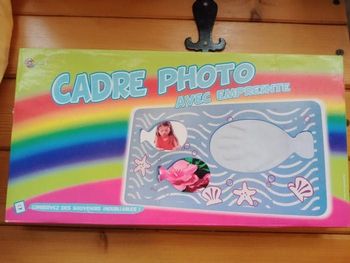 CADRE PHOTO
AVEC EMPREINTE
CONSERVEZ DES SOUVENIRS INOUBLIABLES !